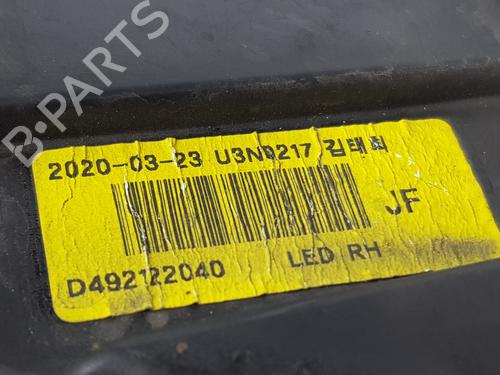 B-PARTS
2020-03-23 U3N0217 김태희
JF
D492122040 LED RH